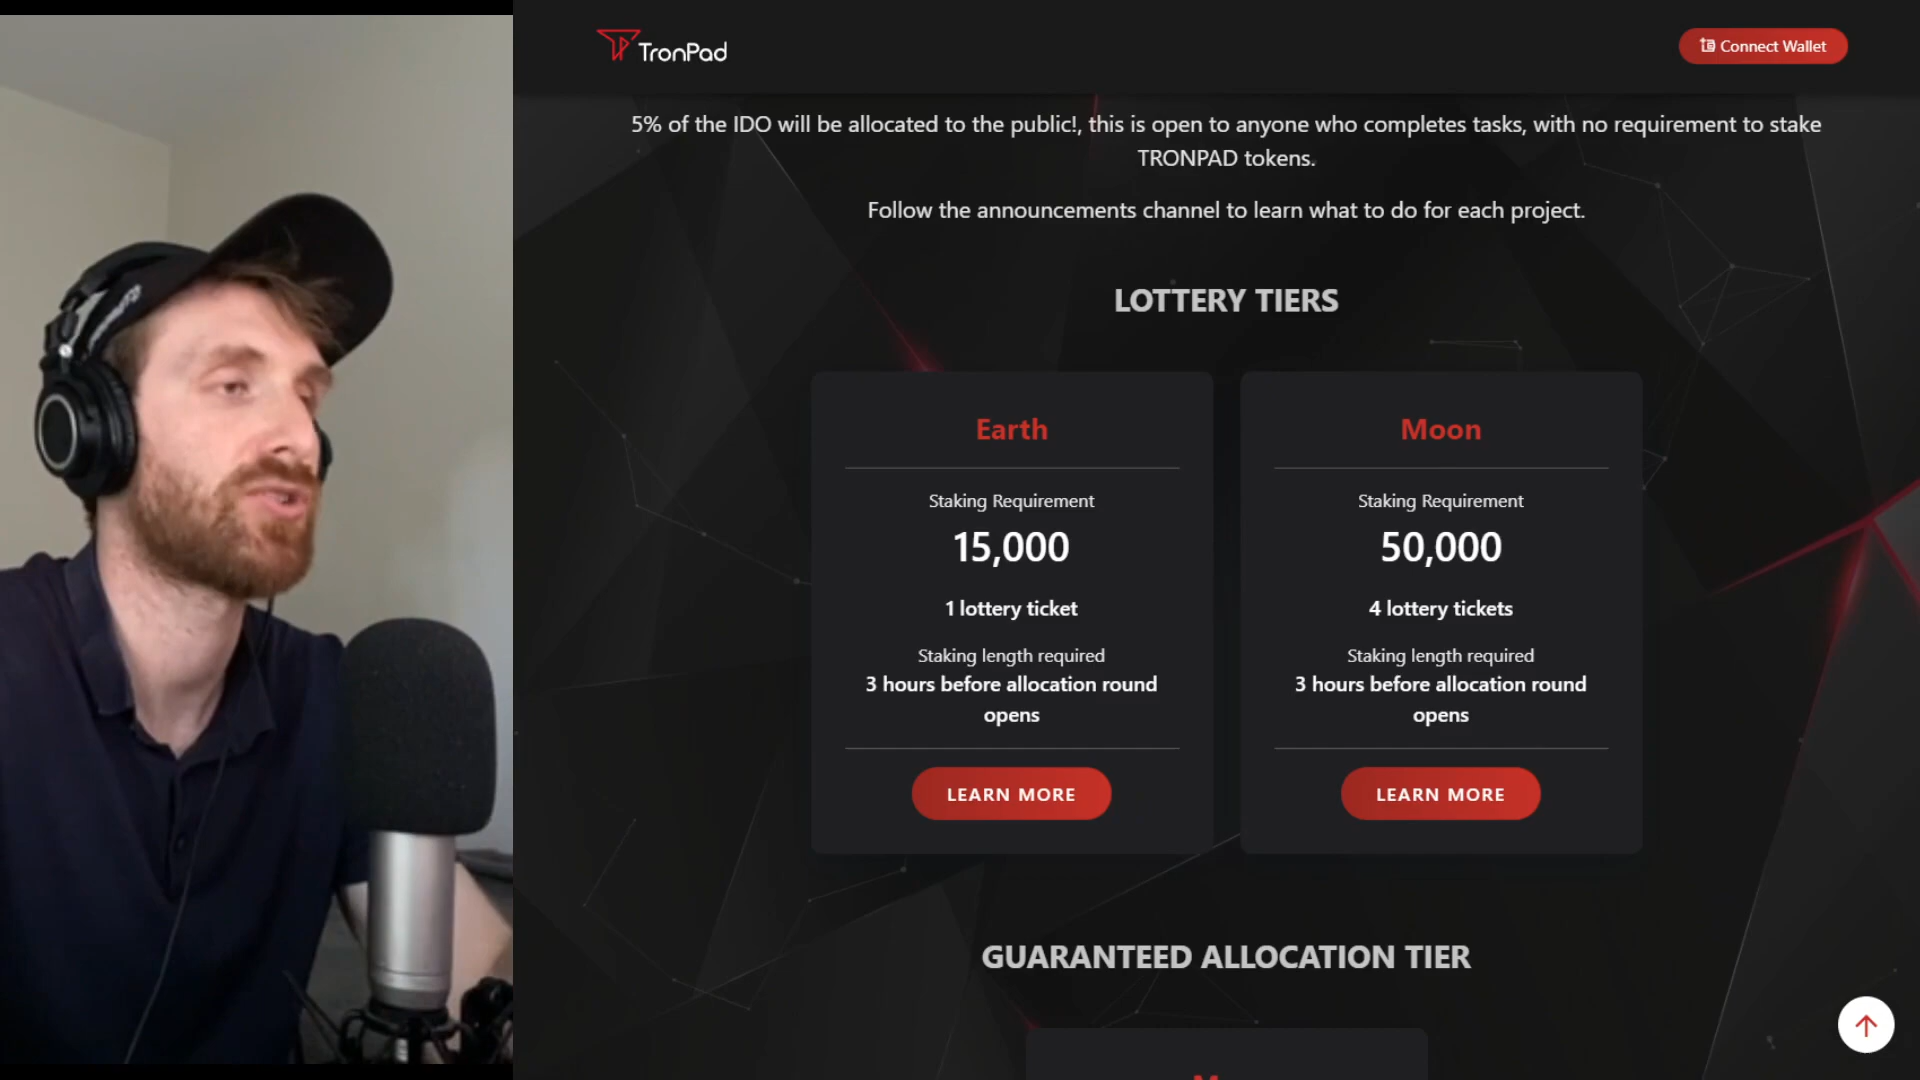 TronPad
Connect Wallet
5% of the IDO will be allocated to the public!, this is open to anyone who completes tasks, with no requirement to stake
TRONPAD tokens.
Follow the announcements channel to learn what to do for each project.
LOTTERY TIERS
Earth
Staking Requirement
15,000
1 lottery ticket
Staking length required
3 hours before allocation round
opens
LEARN MORE
Moon
Staking Requirement
50,000
4 lottery tickets
Staking length required
3 hours before allocation round
opens
LEARN MORE
GUARANTEED ALLOCATION TIER